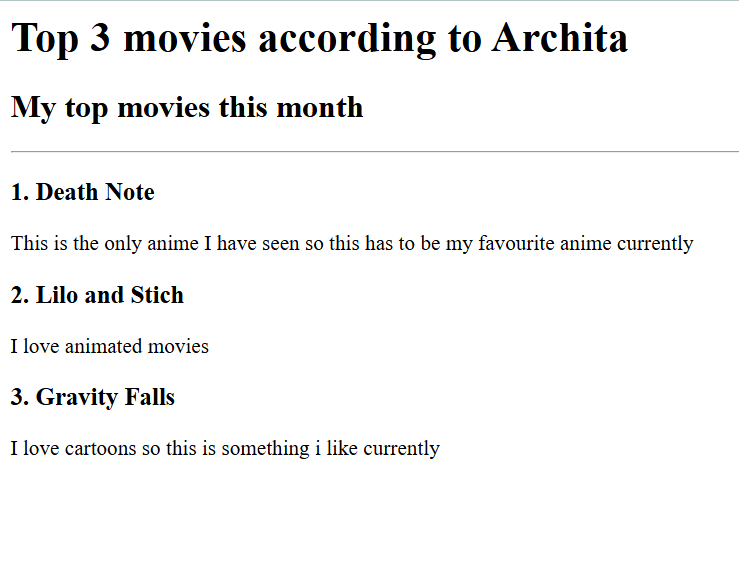 Top 3 movies according to Archita
My top movies this month
1. Death Note
This is the only anime I have seen so this has to be my favourite anime currently
2. Lilo and Stich
I love animated movies
3. Gravity Falls
I love cartoons so this is something i like currently